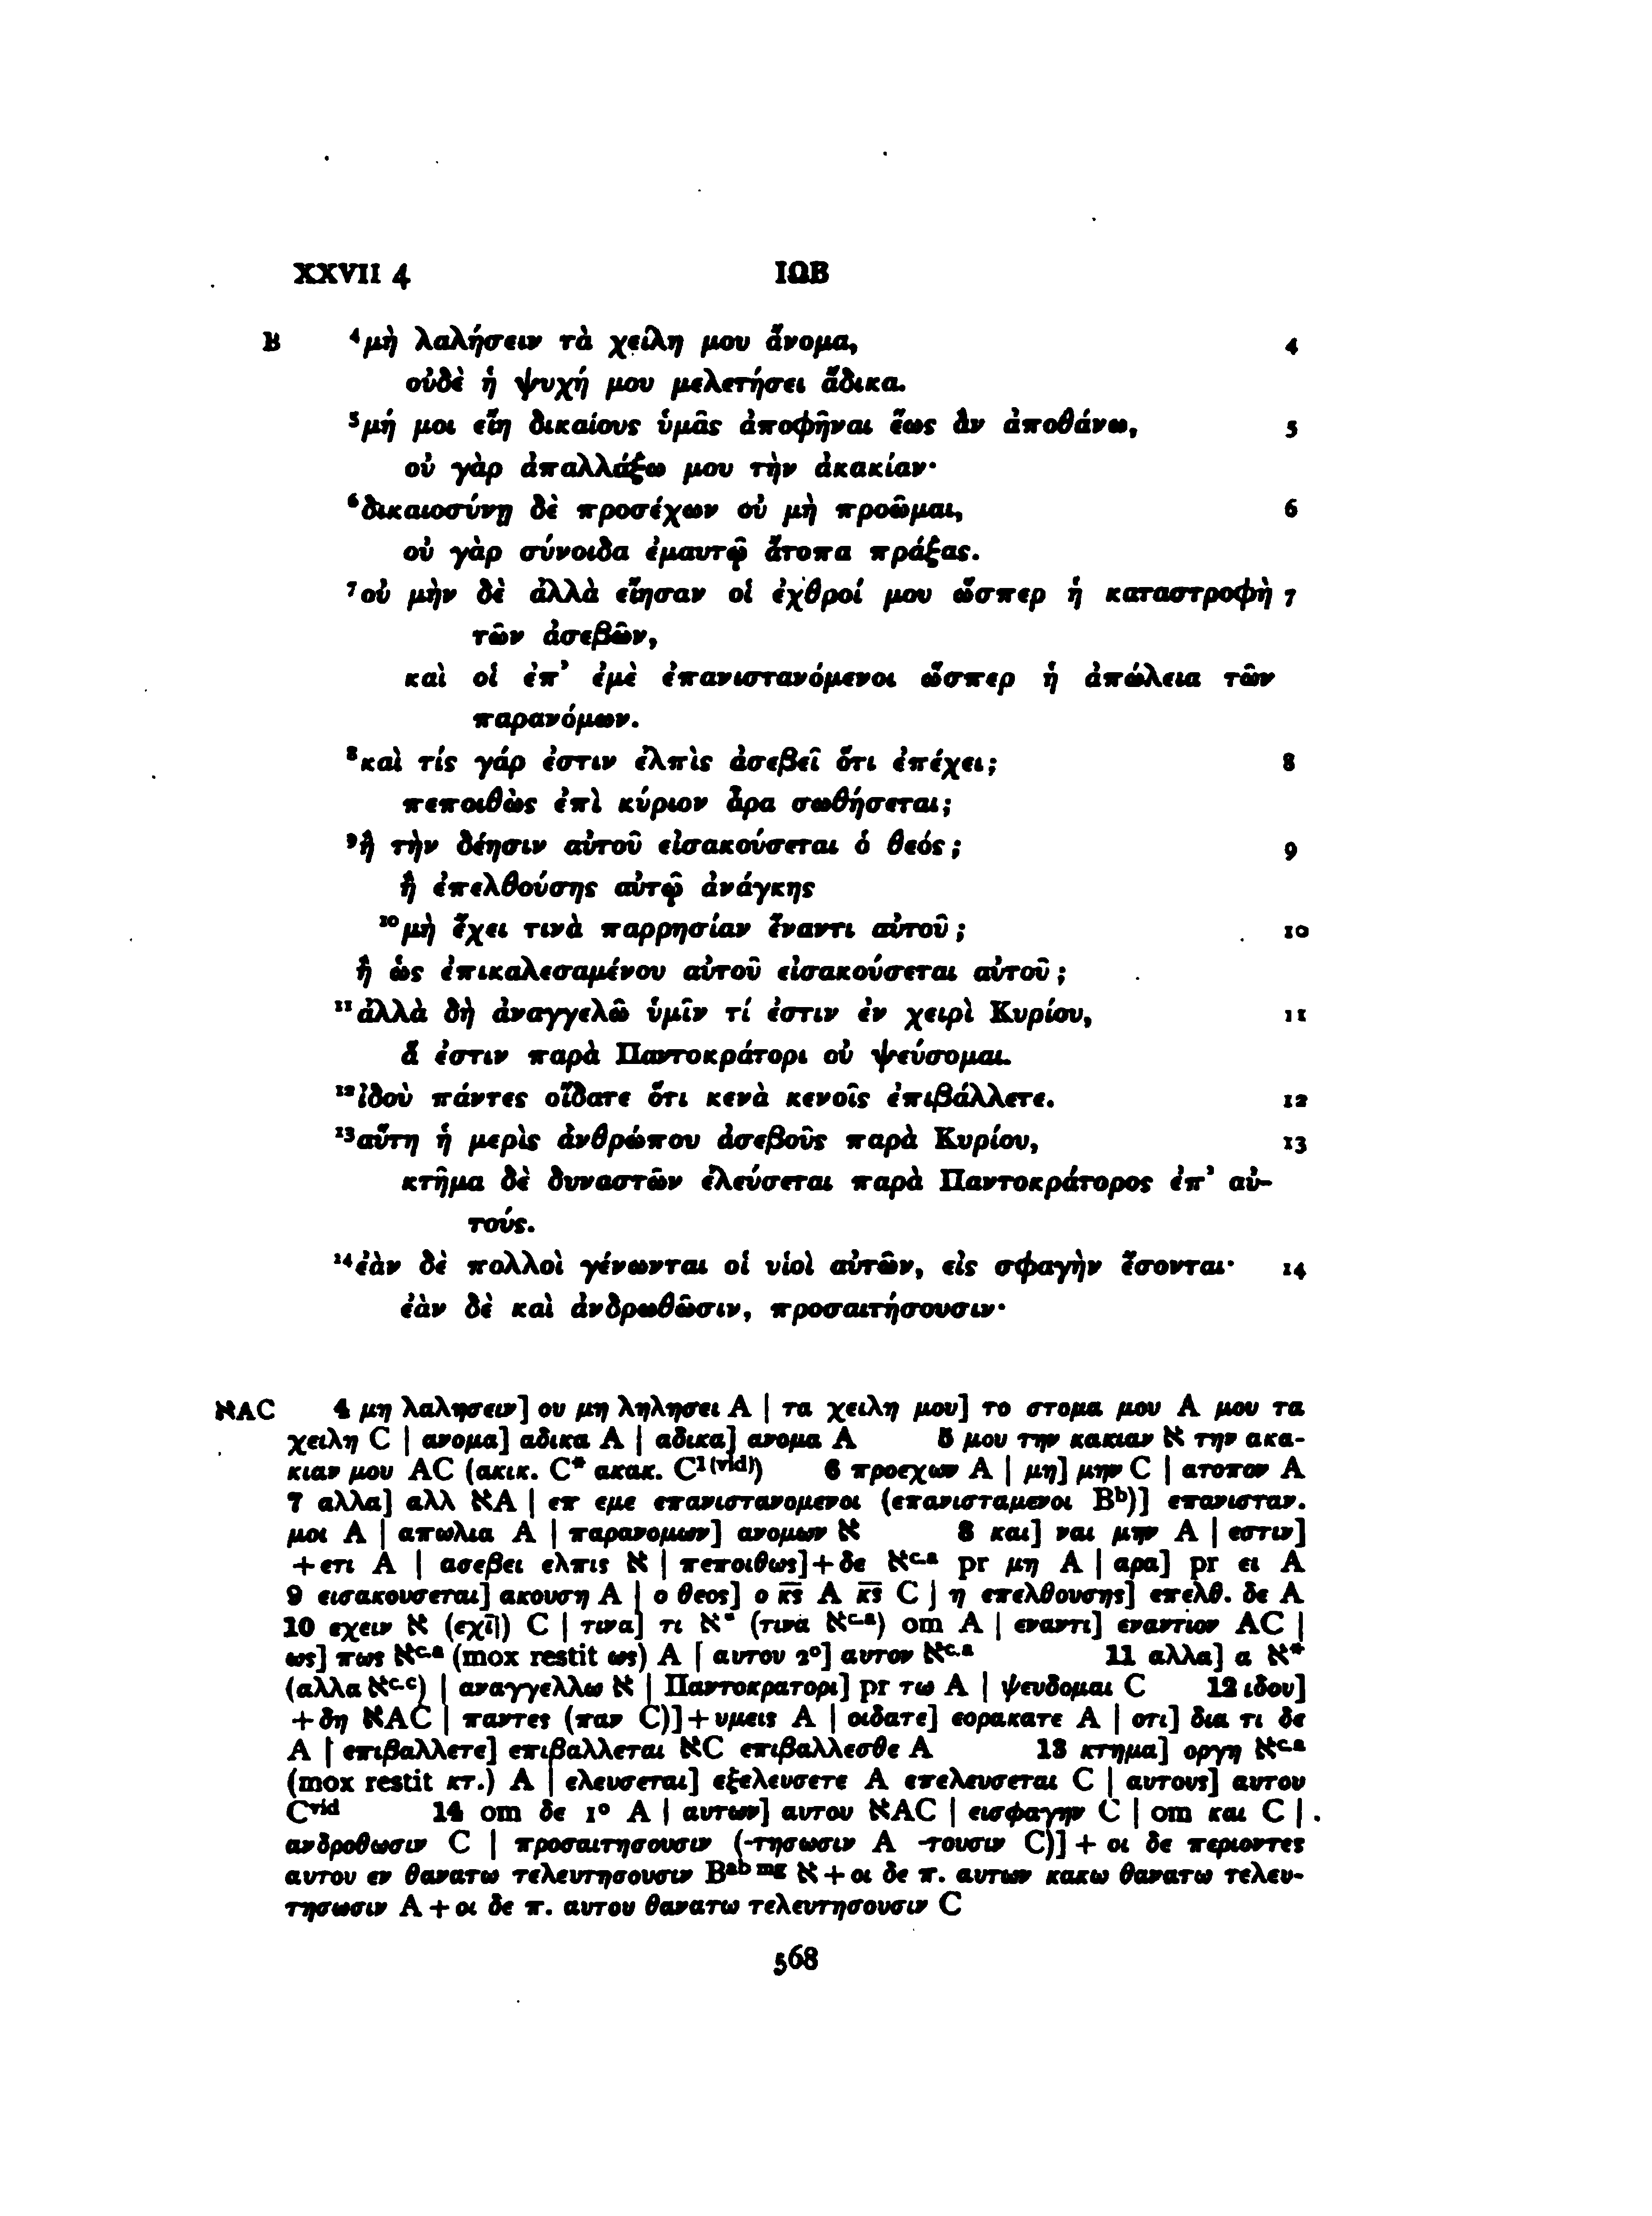 XXVII 4 ΙΩΒ
B ⁴μὴ λαλήσειν τὰ χείλη μου ἄνομα, 4
οὐδὲ ἡ ψυχή μου μελετήσει ἄδικα.
⁵μή μοι εἴη δικαίους ὑμᾶς ἀποφῆναι ἕως ἂν ἀποθάνω, 5
οὐ γὰρ ἀπαλλάξω μου τὴν ἀκακίαν·
⁶δικαιοσύνῃ δὲ προσέχων οὐ μὴ προῶμαι, 6
οὐ γὰρ σύνοιδα ἐμαυτῷ ἄτοπα πράξας.
⁷οὐ μὴν δὲ ἀλλὰ εἴησαν οἱ ἐχθροί μου ὥσπερ ἡ καταστροφὴ 7
τῶν ἀσεβῶν,
καὶ οἱ ἐπ’ ἐμὲ ἐπανιστανόμενοι ὥσπερ ἡ ἀπώλεια τῶν
παρανόμων.
⁸καὶ τίς γάρ ἐστιν ἐλπὶς ἀσεβεῖ ὅτι ἐπέχει; 8
πεποιθὼς ἐπὶ κύριον ἆρα σωθήσεται;
⁹ἢ τὴν δέησιν αὐτοῦ εἰσακούσεται ὁ θεός; 9
ἢ ἐπελθούσης αὐτῷ ἀνάγκης
¹⁰μὴ ἔχει τινὰ παρρησίαν ἔναντι αὐτοῦ; 10
ἢ ὡς ἐπικαλεσαμένου αὐτοῦ εἰσακούσεται αὐτοῦ;
¹¹ἀλλὰ δὴ ἀναγγελῶ ὑμῖν τί ἐστιν ἐν χειρὶ Κυρίου, 11
ἅ ἐστιν παρὰ Παντοκράτορι οὐ ψεύσομαι.
¹²ἰδοὺ πάντες οἴδατε ὅτι κενὰ κενοῖς ἐπιβάλλετε. 12
¹³αὕτη ἡ μερὶς ἀνθρώπου ἀσεβοῦς παρὰ Κυρίου, 13
κτῆμα δὲ δυναστῶν ἐλεύσεται παρὰ Παντοκράτορος ἐπ’ αὐ-
τούς.
¹⁴ἐὰν δὲ πολλοὶ γένωνται οἱ υἱοὶ αὐτῶν, εἰς σφαγὴν ἔσονται· 14
ἐὰν δὲ καὶ ἀνδρωθῶσιν, προσαιτήσουσιν·
אAC 4 μη λαλησειν] ου μη ληλησει A | τα χειλη μου] το στομα μου A μου τα
χειλη C | ανομα] αδικα A | αδικα] ανομα A 5 μου την κακιαν א την ακα-
κιαν μου AC (ακικ. C* ακακ. C¹⁽ᵛⁱᵈ⁾) 6 προεχων A | μη] μην C | ατοπον A
7 αλλα] αλλ אA | επ εμε επανιστανομενοι (επανισταμενοι Bᵇ)] επανισταν.
μοι A | απωλια A | παρανομων] ανομων א 8 και] ναι μην A | εστιν]
+ετι A | ασεβει ελπις א | πεποιθως]+δε אᶜ·ᵃ pr μη A | αρα] pr ει A
9 εισακουσεται] ακουση A | ο θεος] ο κ̅ς̅ A κ̅ς̅ C | η επελθουσης] επελθ. δε A
10 εχειν א (εχῑ|) C | τινα] τι א* (τινα אᶜ·ᵃ) om A | εναντι] εναντιον AC |
ως] πως אᶜ·ᵃ (mox restit ως) A | αυτου 2°] αυτον אᶜ·ᵃ 11 αλλα] α א*
(αλλα אᶜ·ᶜ) | αναγγελλω א | Παντοκρατορι] pr τω A | ψευδομαι C 12 ιδου]
+δη אAC | παντες (παν C)]+υμεις A | οιδατε] εορακατε A | οτι] δια τι δε
A | επιβαλλετε] επιβαλλεται אC επιβαλλεσθε A 13 κτημα] οργη אᶜ·ᵃ
(mox restit κτ.) A | ελευσεται] εξελευσετε A επελευσεται C | αυτους] αυτου
Cᵛⁱᵈ 14 om δε 1° A | αυτων] αυτου אAC | εισφαγην C | om και C |
ανδροθωσιν C | προσαιτησουσιν (-τησωσιν A -τουσιν C)] + οι δε περιοντες
αυτου εν θανατω τελευτησουσιν Bᵃᵇ ᵐᵍ א + οι δε π. αυτων κακω θανατω τελευ-
τησωσιν A + οι δε π. αυτου θανατω τελευτησουσιν C
568